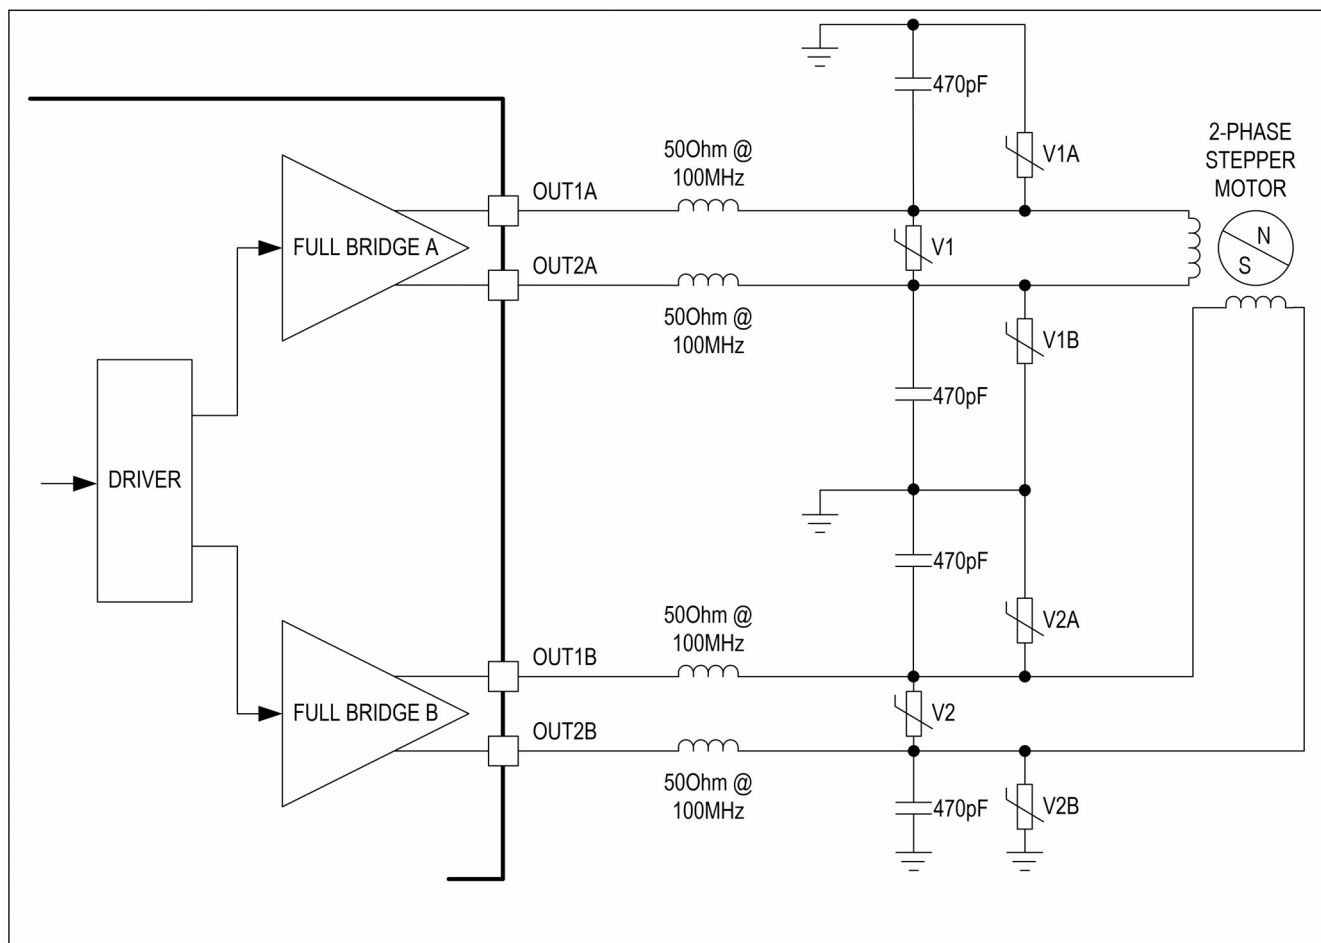 470pF
2-PHASE
STEPPER
MOTOR
50Ohm @
100MHz
V1A
OUT1A
FULL BRIDGE A
V1
N
S
OUT2A
50Ohm @
100MHz
V1B
470pF
DRIVER
470pF
50Ohm @
100MHz
V2A
OUT1B
FULL BRIDGE B
V2
OUT2B
50Ohm @
100MHz
470pF
V2B